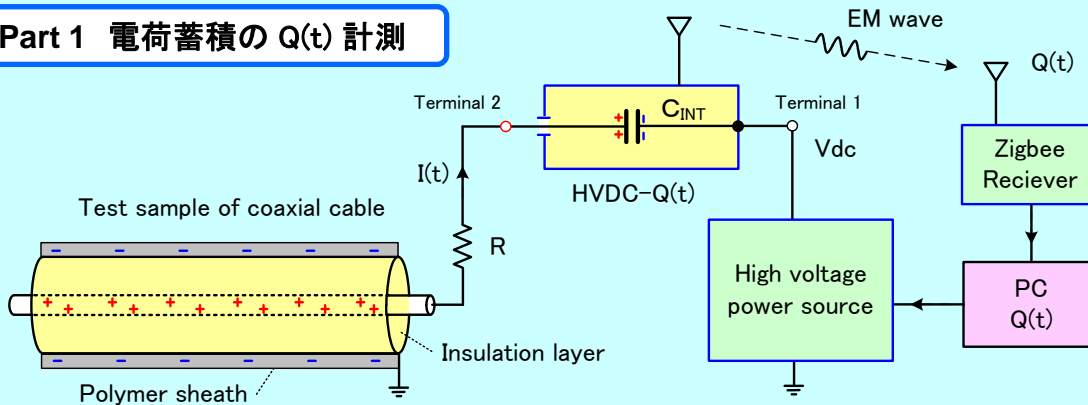 Part 1 電荷蓄積の Q(t) 計測
EM wave
Q(t)
Terminal 2
C_INT
Terminal 1
Vdc
Zigbee
Reciever
I(t)
HVDC-Q(t)
Test sample of coaxial cable
R
High voltage
power source
PC
Q(t)
Insulation layer
Polymer sheath